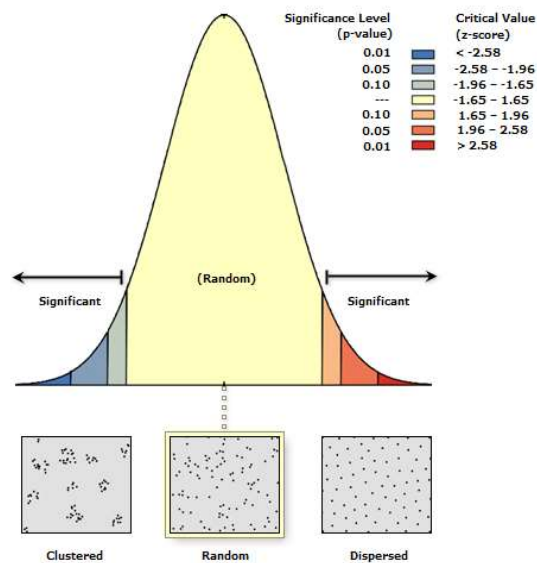 Significance Level Critical Value
(p-value) (z-score)
0.01 < -2.58
0.05 -2.58 – -1.96
0.10 -1.96 – -1.65
--- -1.65 – 1.65
0.10 1.65 – 1.96
0.05 1.96 – 2.58
0.01 > 2.58
(Random)
Significant Significant
Clustered Random Dispersed